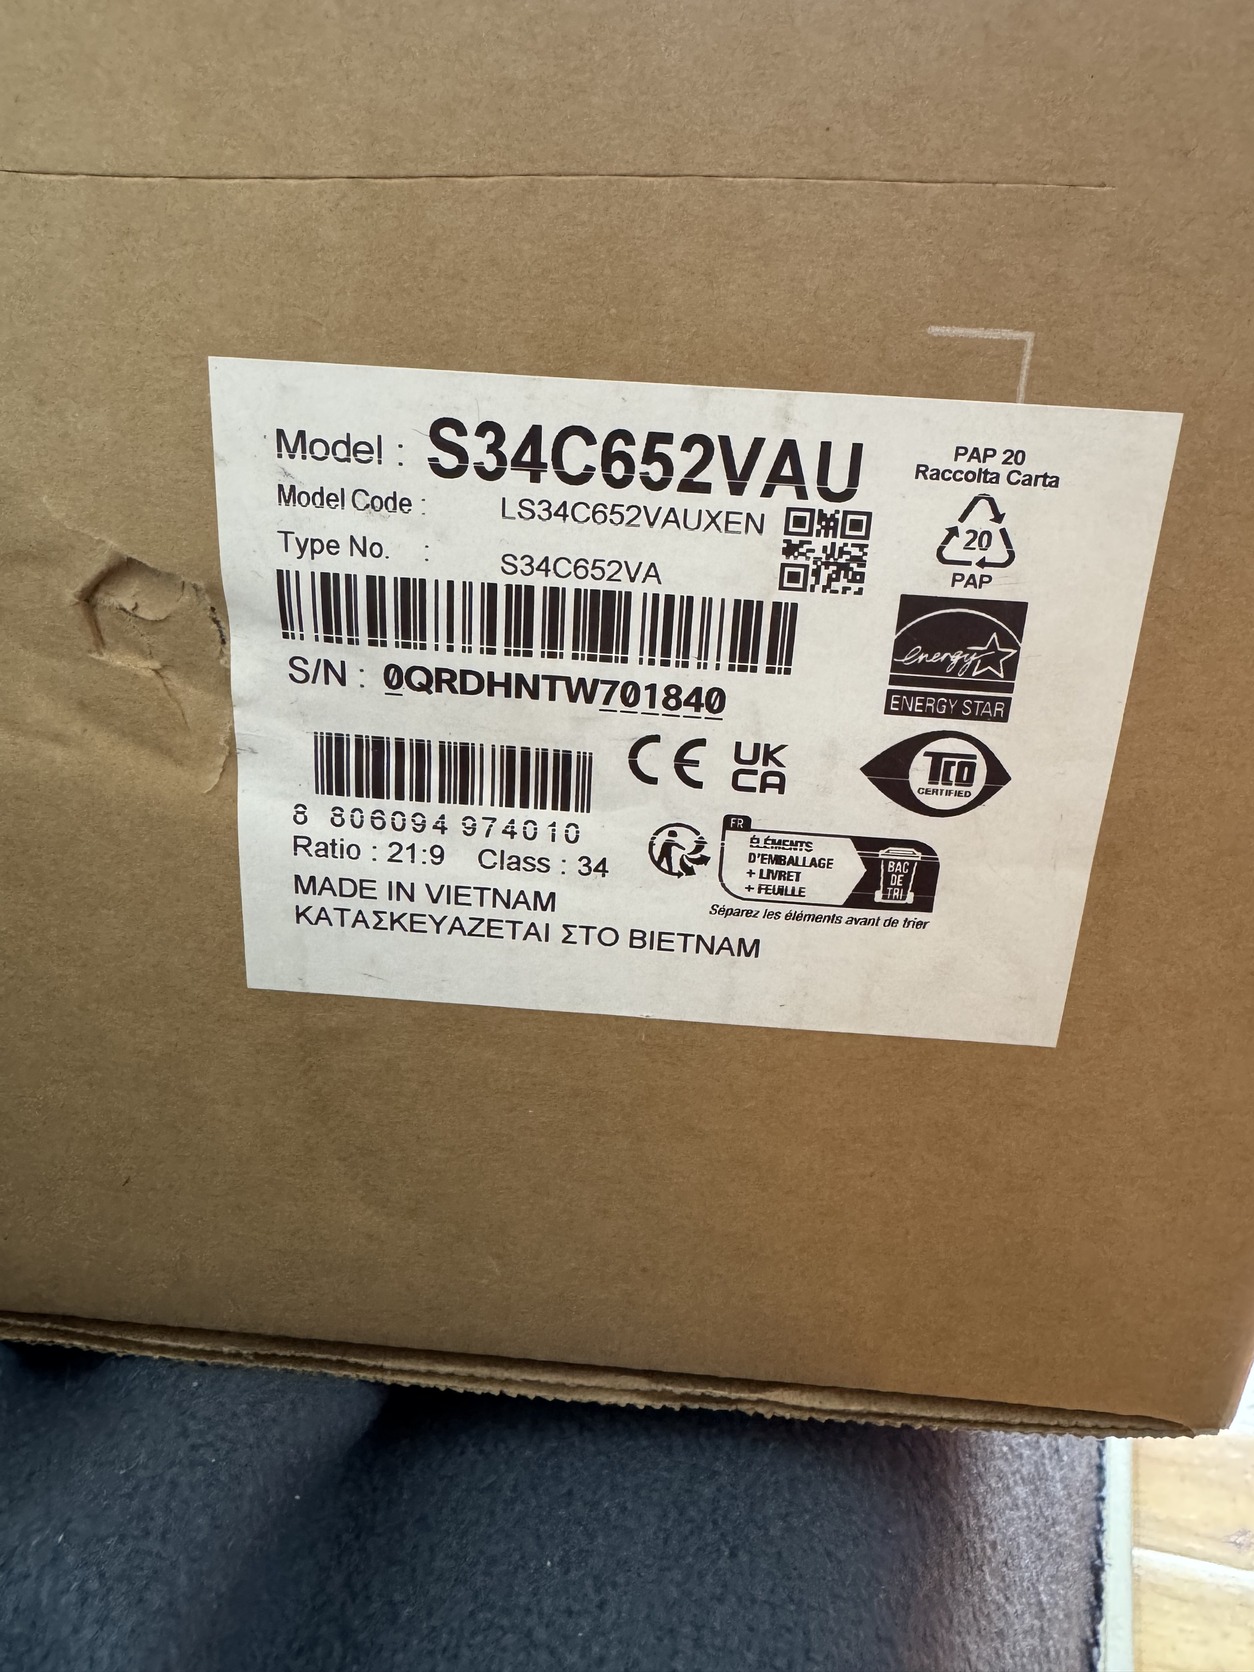 Model : S34C652VAU
Model Code : LS34C652VAUXEN
Type No. : S34C652VA
S/N : 0QRDHNTW701840
8 806094 974010
Ratio : 21:9 Class : 34
MADE IN VIETNAM
ΚΑΤΑΣΚΕΥΑΖΕΤΑΙ ΣΤΟ ΒΙΕΤΝΑΜ
PAP 20
Raccolta Carta
20
PAP
energy
ENERGY STAR
CE
UK
CA
TCO
CERTIFIED
FR
ÉLÉMENTS
D'EMBALLAGE
+ LIVRET
+ FEUILLE
BAC
DE
TRI
Séparez les éléments avant de trier